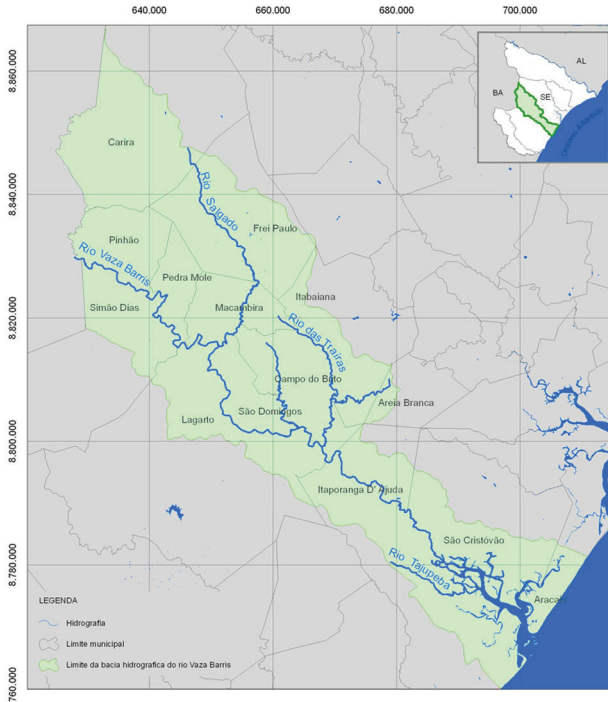 640.000 660.000 680.000 700.000
8.860.000
8.840.000
8.820.000
8.800.000
8.780.000
760.000
AL
BA
SE
Oceano Atlântico
Carira
Rio Salgado
Frei Paulo
Pinhão
Rio Vaza Barris
Pedra Mole
Itabaiana
Simão Dias
Macambira
Rio das Traíras
Campo do Brito
Areia Branca
São Domingos
Lagarto
Itaporanga D' Ajuda
São Cristóvão
Rio Tajupeba
Aracaju
LEGENDA
Hidrografia
Limite municipal
Limite da bacia hidrografica do rio Vaza Barris